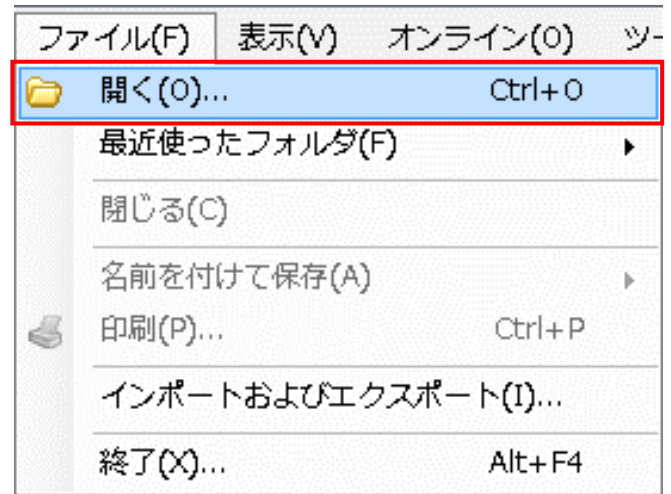 ファイル(F) 表示(V) オンライン(O) ツー
開く(O)... Ctrl+O
最近使ったフォルダ(F)
閉じる(C)
名前を付けて保存(A)
印刷(P)... Ctrl+P
インポートおよびエクスポート(I)...
終了(X)... Alt+F4